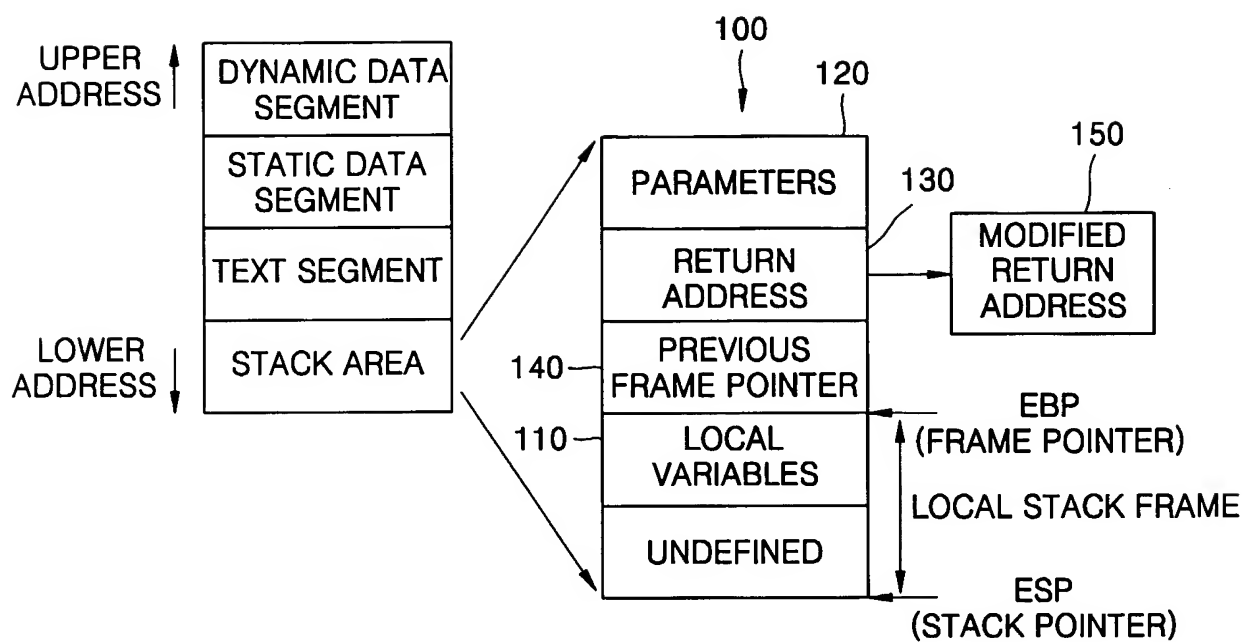 UPPER
ADDRESS
DYNAMIC DATA
SEGMENT
STATIC DATA
SEGMENT
TEXT SEGMENT
LOWER
ADDRESS
STACK AREA
100
120
PARAMETERS
130
RETURN
ADDRESS
150
MODIFIED
RETURN
ADDRESS
140
PREVIOUS
FRAME POINTER
110
LOCAL
VARIABLES
UNDEFINED
EBP
(FRAME POINTER)
LOCAL STACK FRAME
ESP
(STACK POINTER)